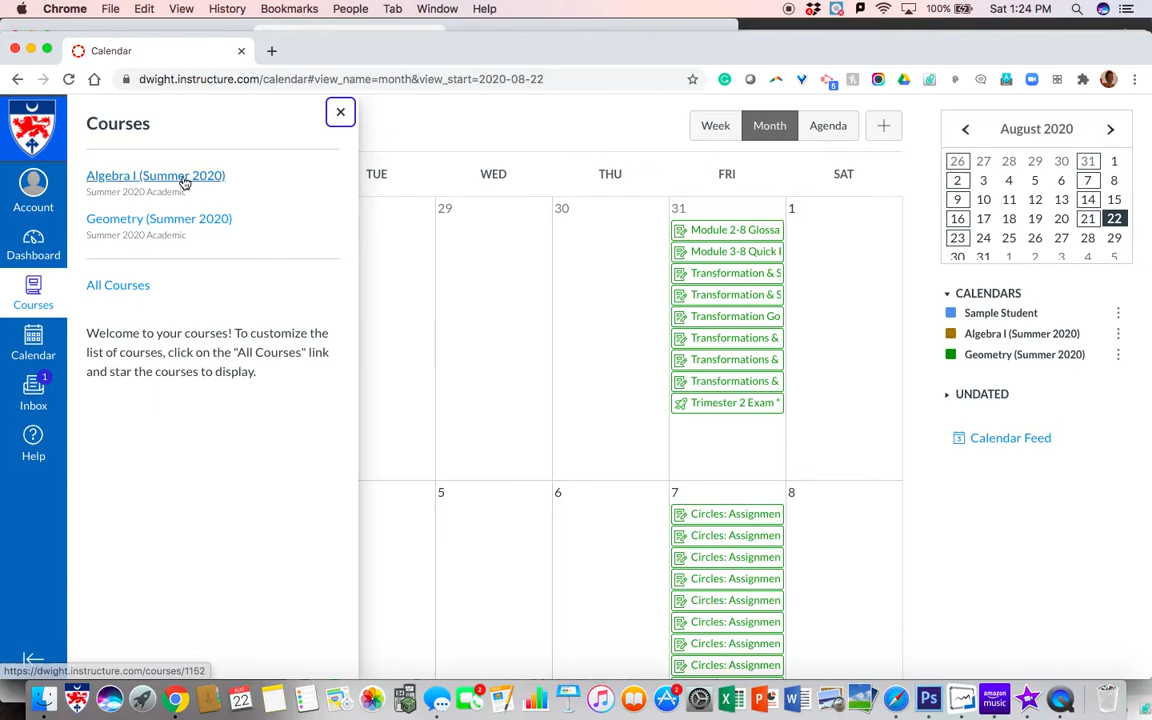 Chrome File Edit View History Bookmarks People Tab Window Help 100% Sat 1:24 PM
Calendar
dwight.instructure.com/calendar#view_name=month&view_start=2020-08-22
5
Account
Dashboard
Courses
Calendar
1
Inbox
Help
Courses
Algebra I (Summer 2020)
Summer 2020 Academic
Geometry (Summer 2020)
Summer 2020 Academic
All Courses
Welcome to your courses! To customize the
list of courses, click on the "All Courses" link
and star the courses to display.
https://dwight.instructure.com/courses/1152
Week Month Agenda
TUE WED THU FRI SAT
29 30 31 1
Module 2-8 Glossa
Module 3-8 Quick
Transformation & S
Transformation & S
Transformation Go
Transformations &
Transformations &
Transformations &
Trimester 2 Exam *
5 6 7 8
Circles: Assignmen
Circles: Assignmen
Circles: Assignmen
Circles: Assignmen
Circles: Assignmen
Circles: Assignmen
Circles: Assignmen
Circles: Assignmen
August 2020
26 27 28 29 30 31 1
2 3 4 5 6 7 8
9 10 11 12 13 14 15
16 17 18 19 20 21 22
23 24 25 26 27 28 29
30 31 1 2 3 4 5
CALENDARS
Sample Student
Algebra I (Summer 2020)
Geometry (Summer 2020)
UNDATED
Calendar Feed
AUG
22
2
2
Ps
amazon
music